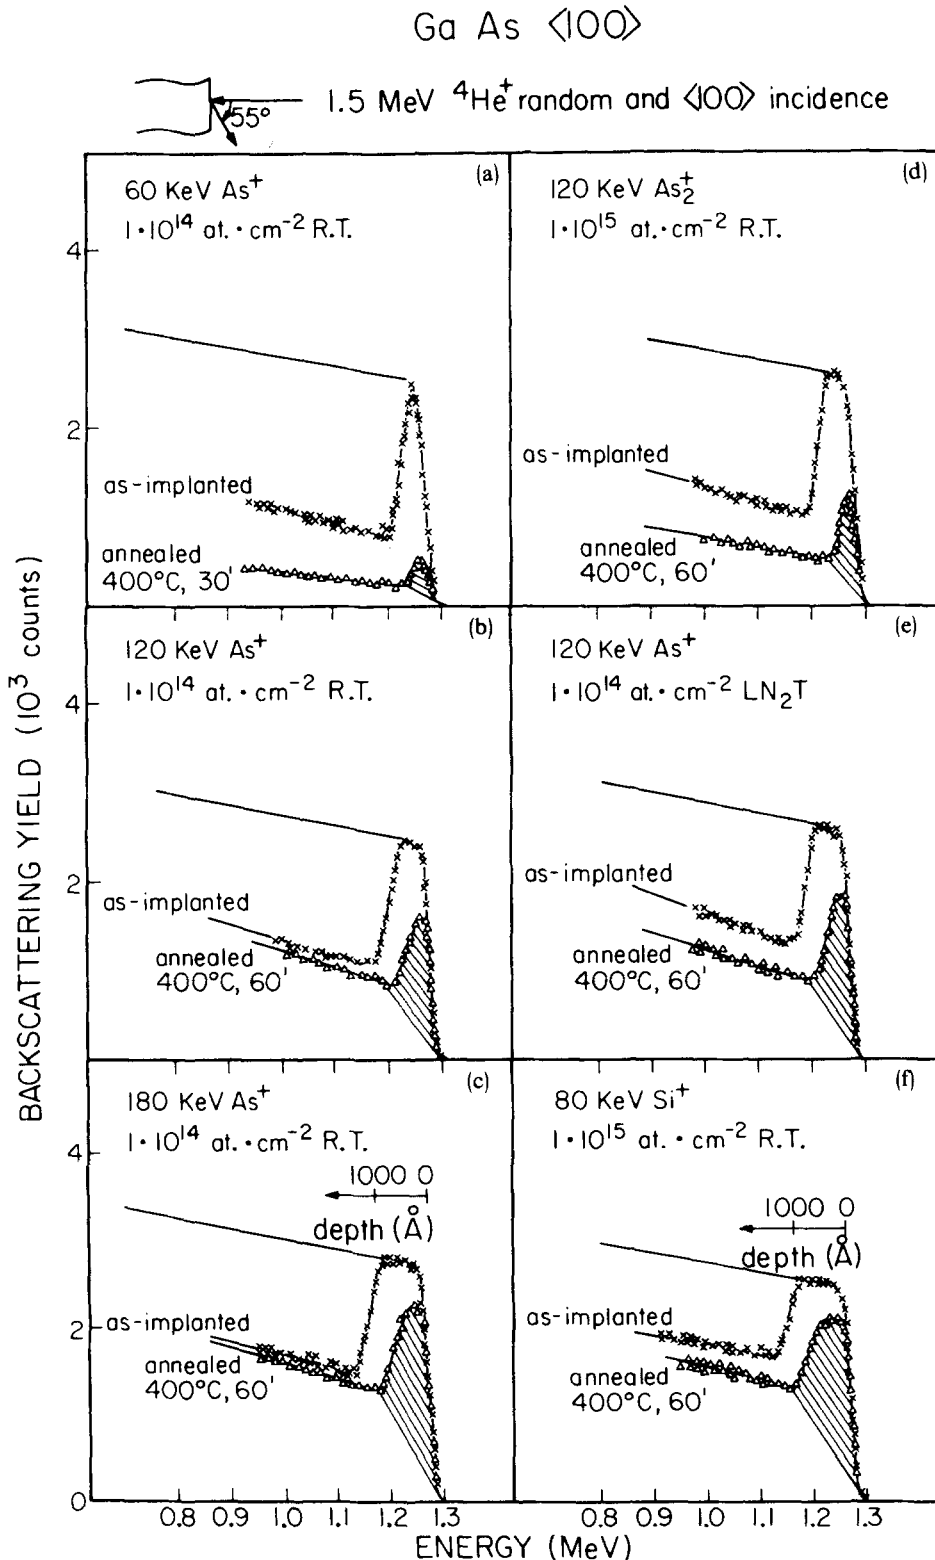 Ga As <100>
55°
1.5 MeV ⁴He⁺ random and <100> incidence
BACKSCATTERING YIELD (10³ counts)
(a)
60 KeV As⁺
1·10¹⁴ at.·cm⁻² R.T.
4
2
as-implanted
annealed
400°C, 30'
(d)
120 KeV As₂⁺
1·10¹⁵ at.·cm⁻² R.T.
as-implanted
annealed
400°C, 60'
(b)
120 KeV As⁺
1·10¹⁴ at.·cm⁻² R.T.
4
2
as-implanted
annealed
400°C, 60'
(e)
120 KeV As⁺
1·10¹⁴ at.·cm⁻² LN₂T
as-implanted
annealed
400°C, 60'
(c)
180 KeV As⁺
1·10¹⁴ at.·cm⁻² R.T.
4
2
0
1000 0
depth (Å)
as-implanted
annealed
400°C, 60'
(f)
80 KeV Si⁺
1·10¹⁵ at.·cm⁻² R.T.
1000 0
depth (Å)
as-implanted
annealed
400°C, 60'
0.8 0.9 1.0 1.1 1.2 1.3
0.8 0.9 1.0 1.1 1.2 1.3
ENERGY (MeV)